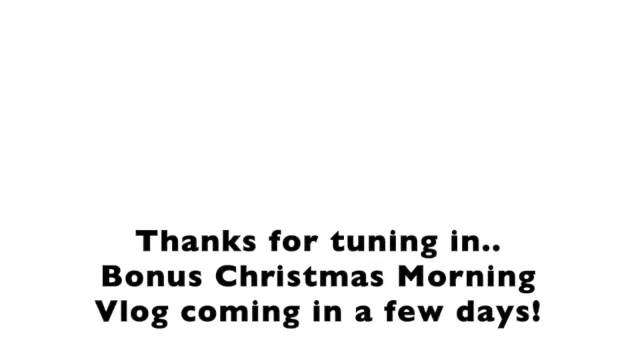 Thanks for tuning in..
Bonus Christmas Morning
Vlog coming in a few days!